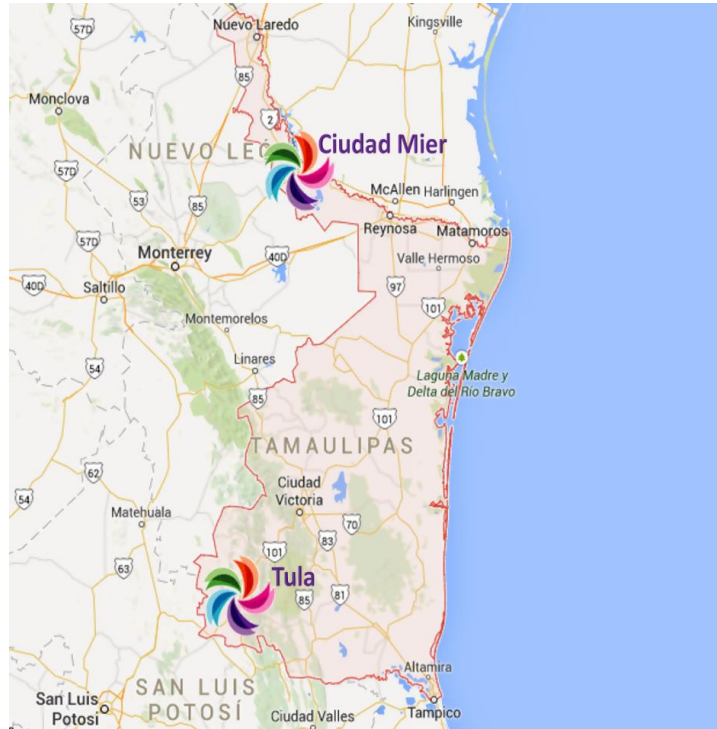 Nuevo Laredo
Kingsville
57D
85
Monclova
2
Ciudad Mier
NUEVO LEÓ
57D
McAllen
Harlingen
53
85
Reynosa
Matamoros
57D
Monterrey
40D
Valle Hermoso
40D
Saltillo
97
101
Montemorelos
54
Linares
Laguna Madre y
Delta del Río Bravo
85
101
TAMAULIPAS
62
54
Ciudad
Victoria
Matehuala
70
83
101
63
Tula
85
81
Altamira
San Luis
Potosí
SAN LUIS
POTOSÍ
Ciudad Valles
Tampico